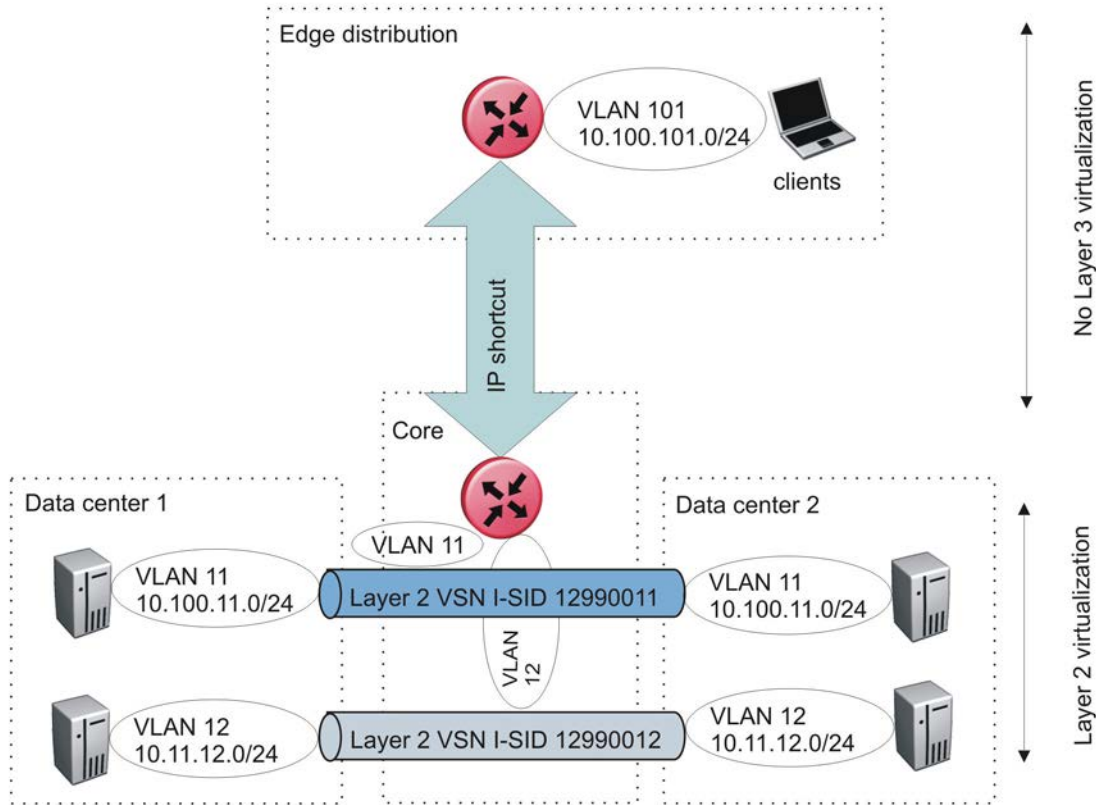 Edge distribution
VLAN 101
10.100.101.0/24
clients
No Layer 3 virtualization
IP shortcut
Core
Data center 1
Data center 2
VLAN 11
VLAN 11
10.100.11.0/24
Layer 2 VSN I-SID 12990011
VLAN 11
10.100.11.0/24
VLAN
12
VLAN 12
10.11.12.0/24
Layer 2 VSN I-SID 12990012
VLAN 12
10.11.12.0/24
Layer 2 virtualization